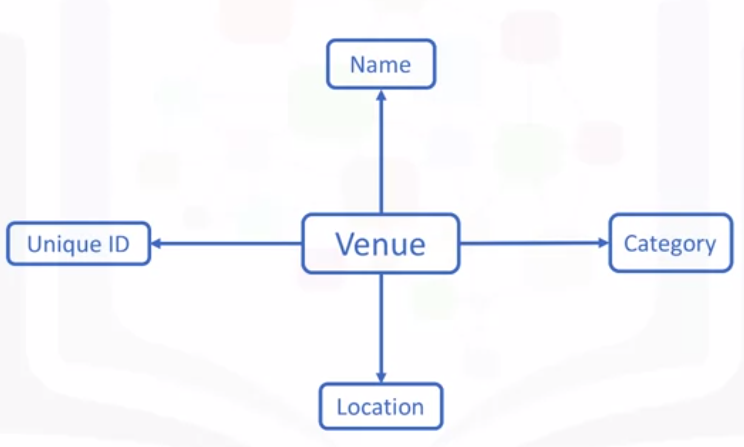 Name
Unique ID
Venue
Category
Location